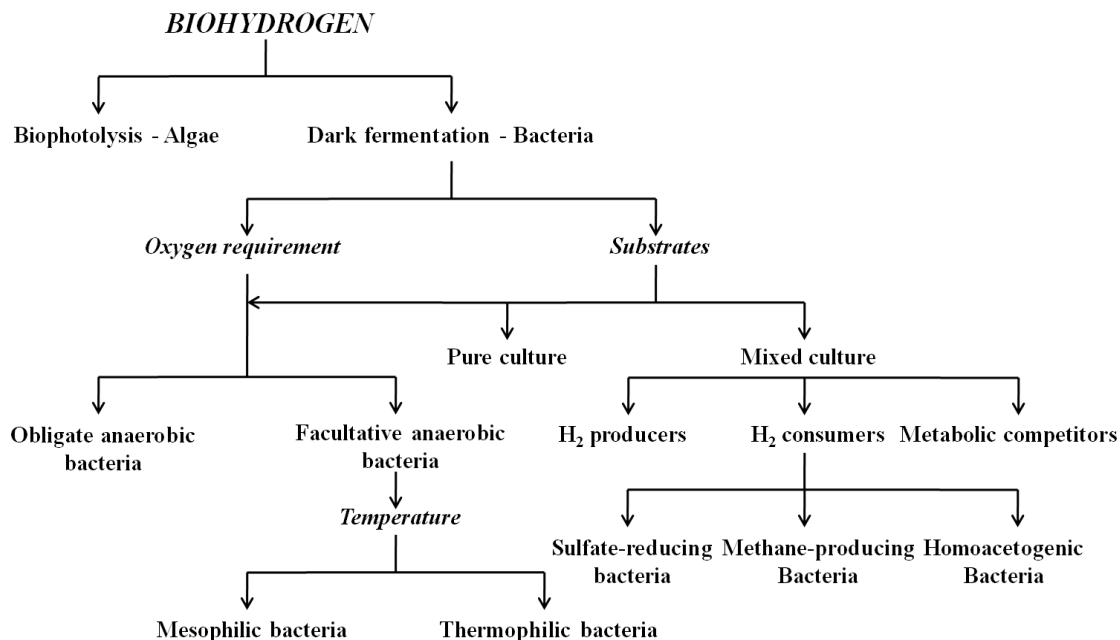 BIOHYDROGEN
Biophotolysis - Algae
Dark fermentation - Bacteria
Oxygen requirement
Substrates
Pure culture
Mixed culture
Obligate anaerobic
bacteria
Facultative anaerobic
bacteria
H₂ producers
H₂ consumers
Metabolic competitors
Temperature
Sulfate-reducing
bacteria
Methane-producing
Bacteria
Homoacetogenic
Bacteria
Mesophilic bacteria
Thermophilic bacteria